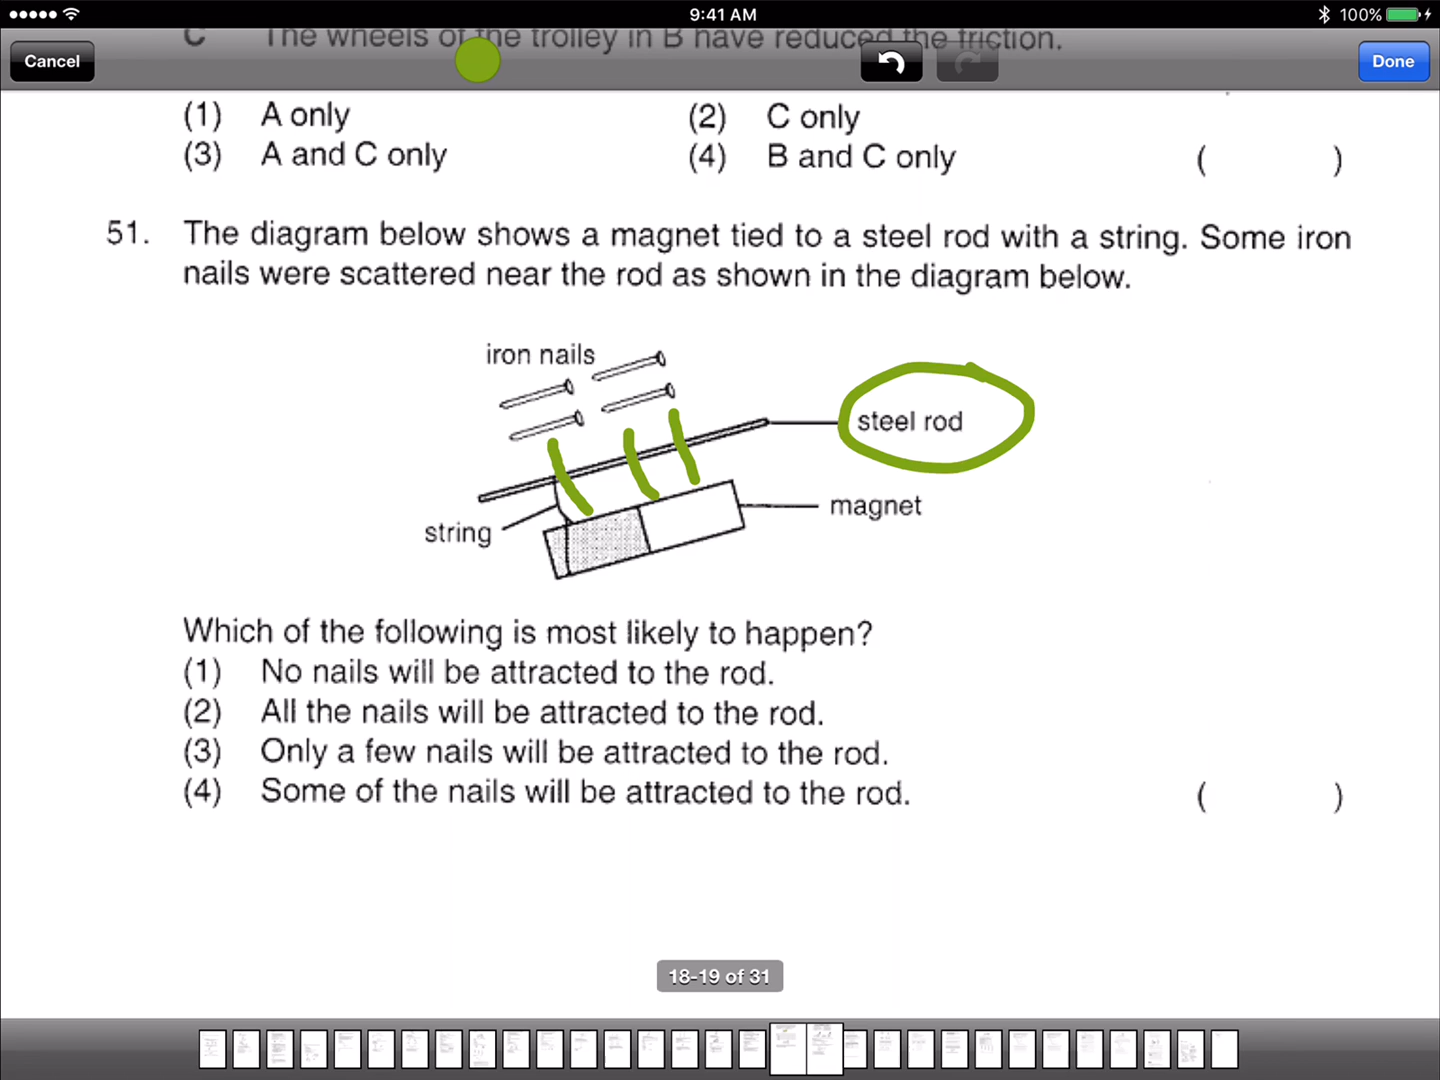 9:41 AM
100%
C The wheels of the trolley in B have reduced the friction.
Cancel
Done
(1) A only (2) C only
(3) A and C only (4) B and C only ( )
51. The diagram below shows a magnet tied to a steel rod with a string. Some iron
nails were scattered near the rod as shown in the diagram below.
iron nails
steel rod
magnet
string
Which of the following is most likely to happen?
(1) No nails will be attracted to the rod.
(2) All the nails will be attracted to the rod.
(3) Only a few nails will be attracted to the rod.
(4) Some of the nails will be attracted to the rod. ( )
18-19 of 31